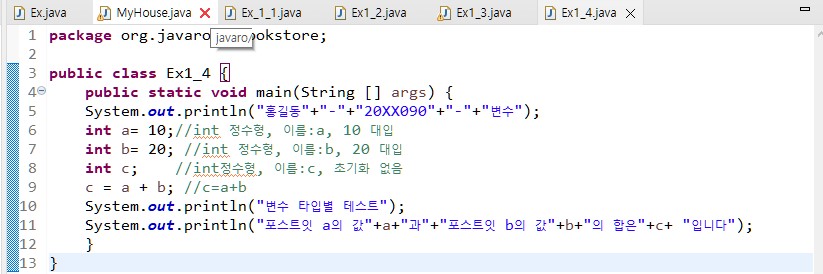 Ex.java MyHouse.java Ex_1_1.java Ex1_2.java Ex1_3.java Ex1_4.java
1 package org.javaro okstore;
javaro/
2
3 public class Ex1_4 {
4 public static void main(String [] args) {
5 System.out.println("홍길동"+"-"+"20XX090"+"-"+"변수");
6 int a= 10;//int 정수형, 이름:a, 10 대입
7 int b= 20; //int 정수형, 이름:b, 20 대입
8 int c; //int정수형, 이름:c, 초기화 없음
9 c = a + b; //c=a+b
10 System.out.println("변수 타입별 테스트");
11 System.out.println("포스트잇 a의 값"+a+"과"+"포스트잇 b의 값"+b+"의 합은"+c+ "입니다");
12 }
13 }